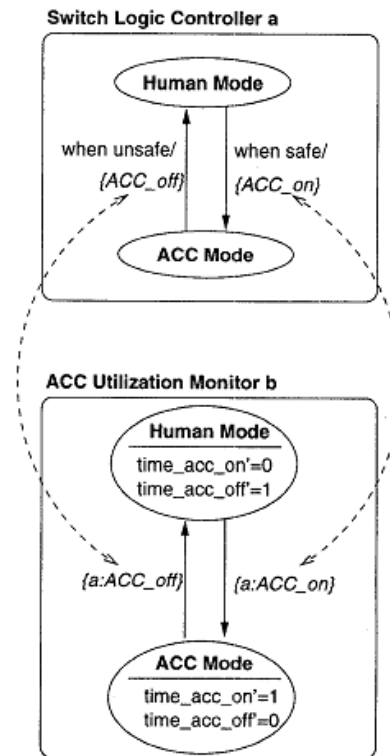 Switch Logic Controller a
Human Mode
when unsafe/ when safe/
{ACC_off} {ACC_on}
ACC Mode
ACC Utilization Monitor b
Human Mode
time_acc_on'=0
time_acc_off'=1
{a:ACC_off} {a:ACC_on}
ACC Mode
time_acc_on'=1
time_acc_off'=0